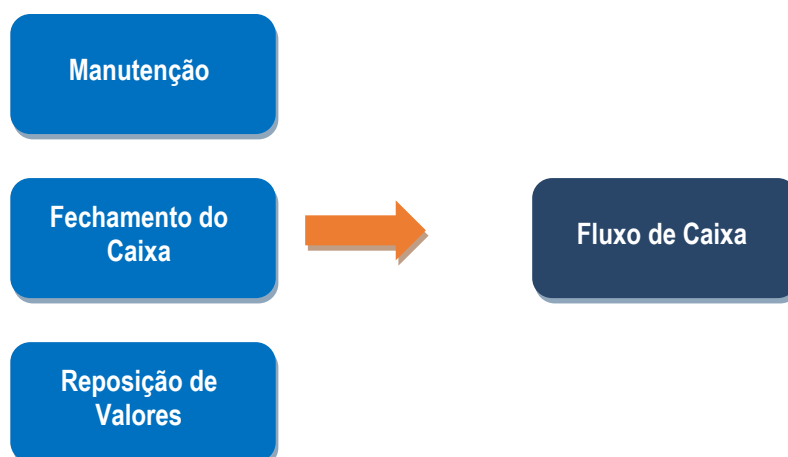 Manutenção
Fechamento do
Caixa
Fluxo de Caixa
Reposição de
Valores